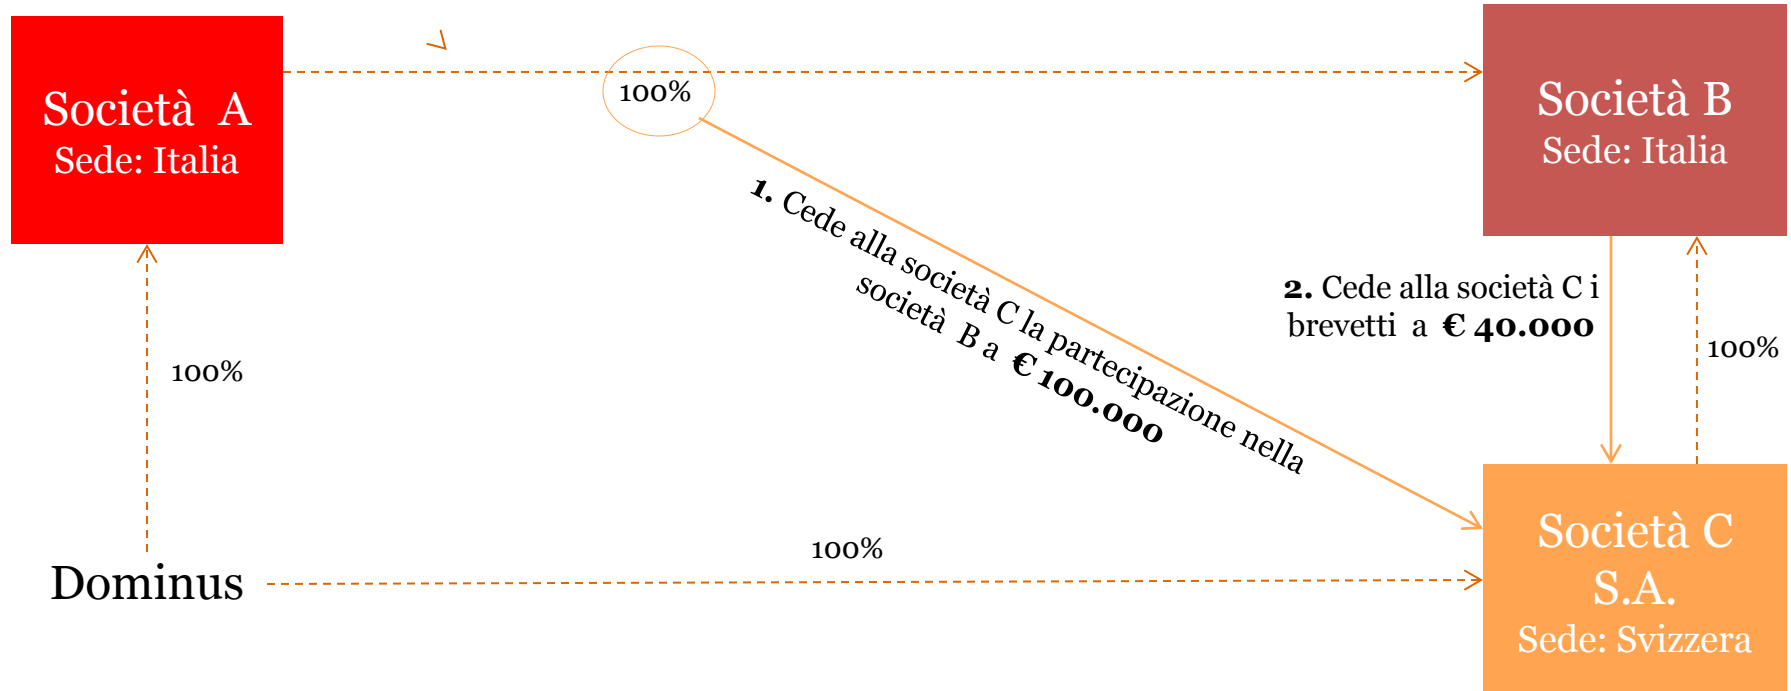 Società A
Sede: Italia
100%
Società B
Sede: Italia
1. Cede alla società C la partecipazione nella
società B a € 100.000
2. Cede alla società C i
brevetti a € 40.000
100%
100%
100%
Dominus
Società C
S.A.
Sede: Svizzera